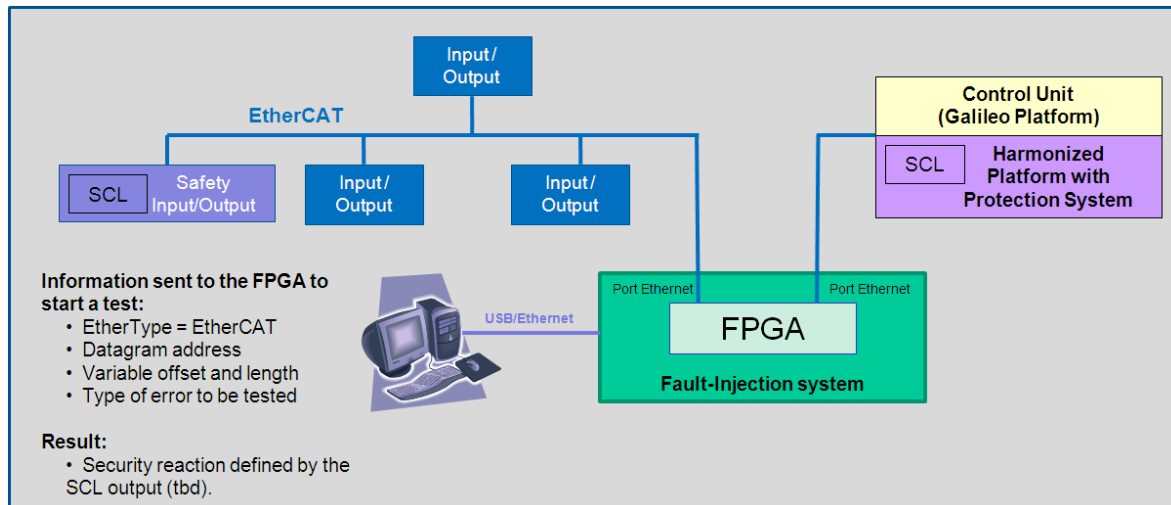 Input /
Output
EtherCAT
SCL
Safety
Input/Output
Input /
Output
Input /
Output
Control Unit
(Galileo Platform)
SCL
Harmonized
Platform with
Protection System
Information sent to the FPGA to
start a test:
• EtherType = EtherCAT
• Datagram address
• Variable offset and length
• Type of error to be tested
Result:
• Security reaction defined by the
SCL output (tbd).
USB/Ethernet
Port Ethernet
Port Ethernet
FPGA
Fault-Injection system